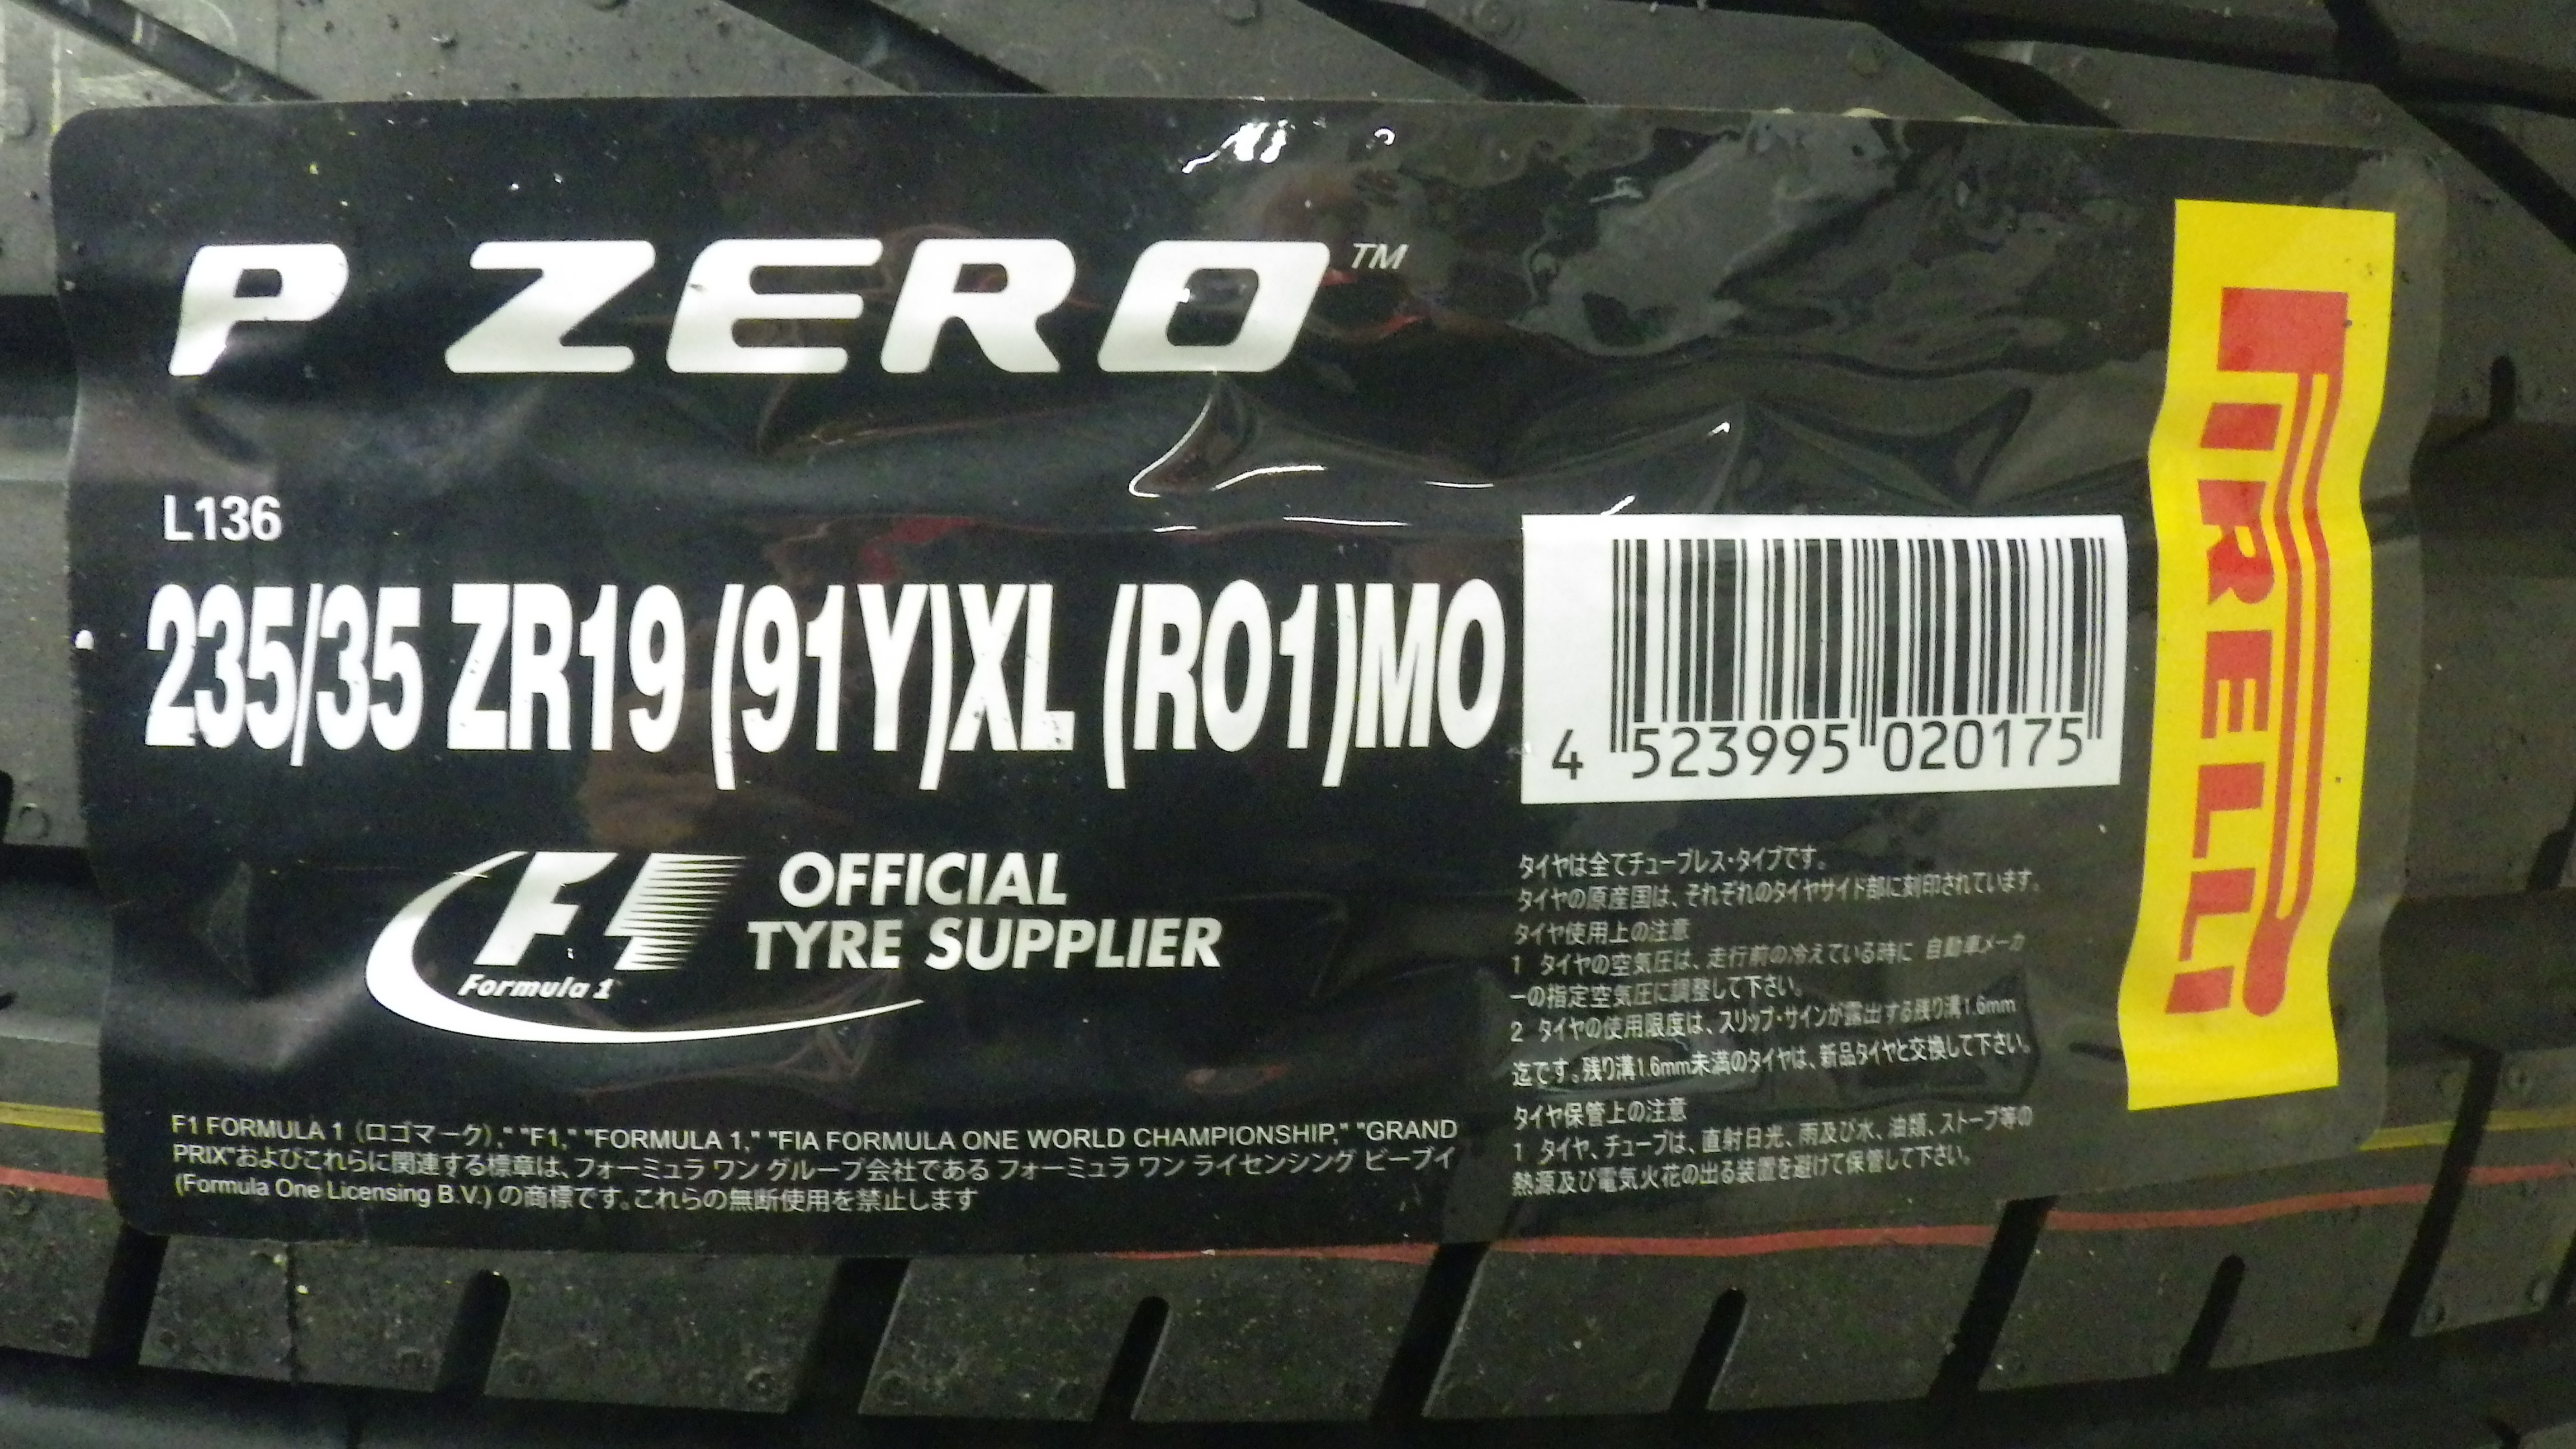 P ZERO™
L136
235/35 ZR19 (91Y)XL (RO1)MO
4 523995 020175
PIRELLI
F1
Formula 1
OFFICIAL
TYRE SUPPLIER
F1 FORMULA 1 (ロゴマーク)," "F1," "FORMULA 1," "FIA FORMULA ONE WORLD CHAMPIONSHIP," "GRAND
PRIX"およびこれらに関連する標章は、フォーミュラ ワン グループ会社である フォーミュラ ワン ライセンシング ビーブイ
(Formula One Licensing B.V.) の商標です。これらの無断使用を禁止します
タイヤは全てチューブレス・タイプです。
タイヤの原産国は、それぞれのタイヤサイド部に刻印されています。
タイヤ使用上の注意
1 タイヤの空気圧は、走行前の冷えている時に 自動車メーカ
ーの指定空気圧に調整して下さい。
2 タイヤの使用限度は、スリップ・サインが露出する残り溝1.6mm
迄です。残り溝1.6mm未満のタイヤは、新品タイヤと交換して下さい。
タイヤ保管上の注意
1 タイヤ、チューブは、直射日光、雨及び水、油類、ストーブ等の
熱源及び電気火花の出る装置を避けて保管して下さい。